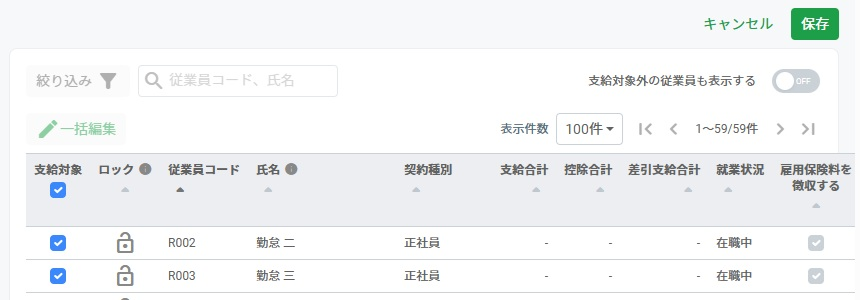 キャンセル 保存
絞り込み 従業員コード、氏名 支給対象外の従業員も表示する OFF
一括編集 表示件数 100件 1～59/59件
支給対象 ロック 従業員コード 氏名 契約種別 支給合計 控除合計 差引支給合計 就業状況 雇用保険料を
徴収する
R002 勤怠 二 正社員 - - - 在職中
R003 勤怠 三 正社員 - - - 在職中